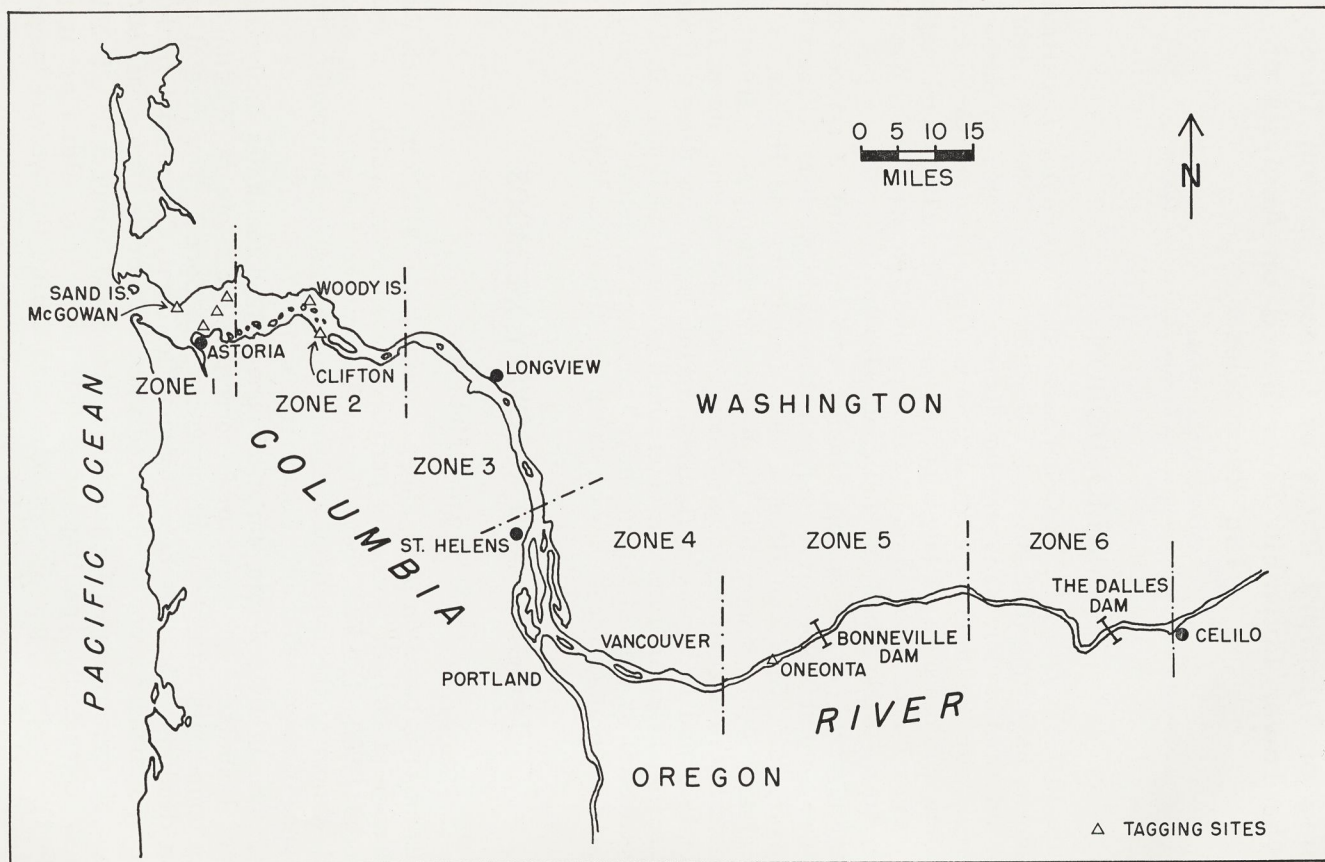 0 5 10 15
MILES
N
SAND IS.
McGOWAN
WOODY IS.
ASTORIA
CLIFTON
ZONE 1
ZONE 2
LONGVIEW
WASHINGTON
PACIFIC OCEAN
COLUMBIA
ZONE 3
ST. HELENS
ZONE 4
ZONE 5
ZONE 6
THE DALLES
DAM
VANCOUVER
BONNEVILLE
DAM
CELILO
ONEONTA
PORTLAND
RIVER
OREGON
△ TAGGING SITES